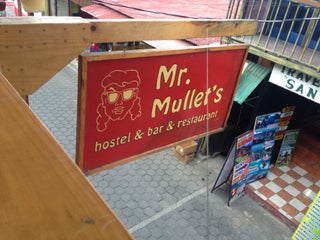 Mr.
Mullet's
hostel & bar & restaurant
SAN